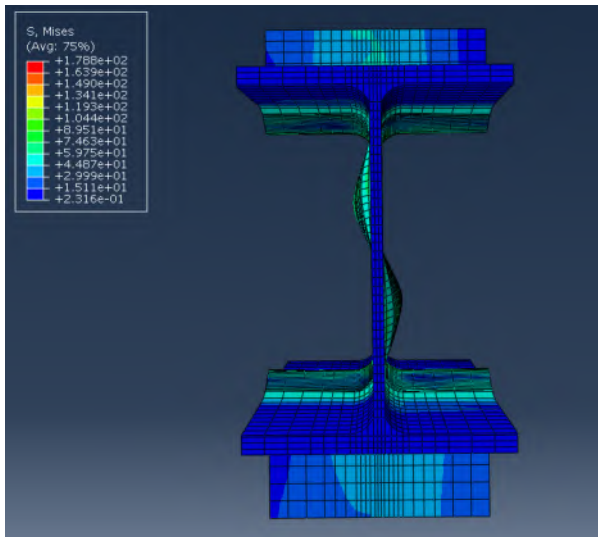 S, Mises
(Avg: 75%)
+1.788e+02
+1.639e+02
+1.490e+02
+1.341e+02
+1.193e+02
+1.044e+02
+8.951e+01
+7.463e+01
+5.975e+01
+4.487e+01
+2.999e+01
+1.511e+01
+2.316e-01